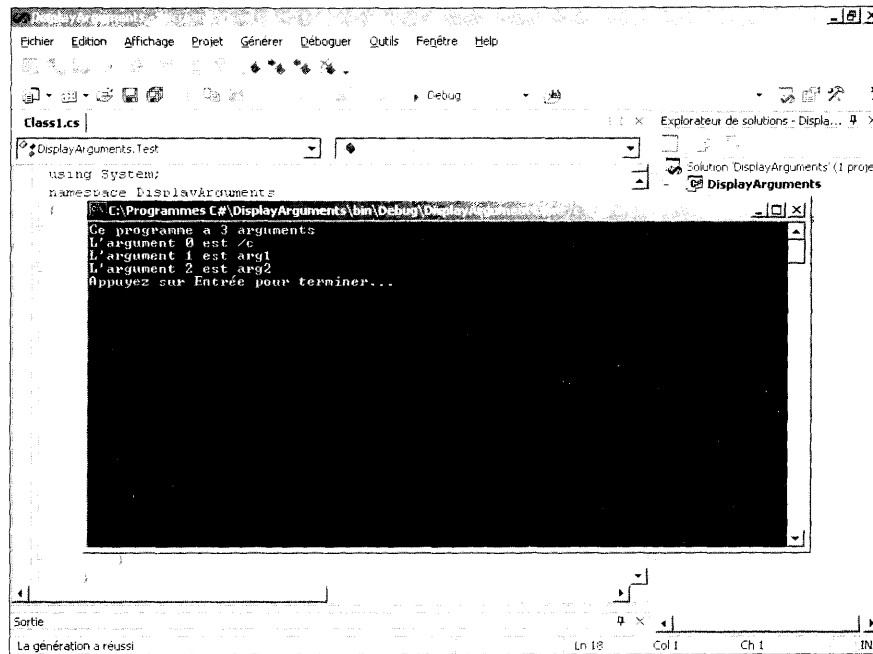 DisplayArguments
Fichier Edition Affichage Projet Générer Déboguer Outils Fenêtre Help
Debug
Class1.cs
Explorateur de solutions - Displa...
DisplayArguments.Test
Solution 'DisplayArguments' (1 proje
DisplayArguments
using System;
namespace DisplayArguments
{
C:\Programmes C#\DisplayArguments\bin\Debug\
Ce programme a 3 arguments
L'argument 0 est /c
L'argument 1 est arg1
L'argument 2 est arg2
Appuyez sur Entrée pour terminer...
}
}
Sortie
La génération a réussi Ln 18 Col 1 Ch 1 IN